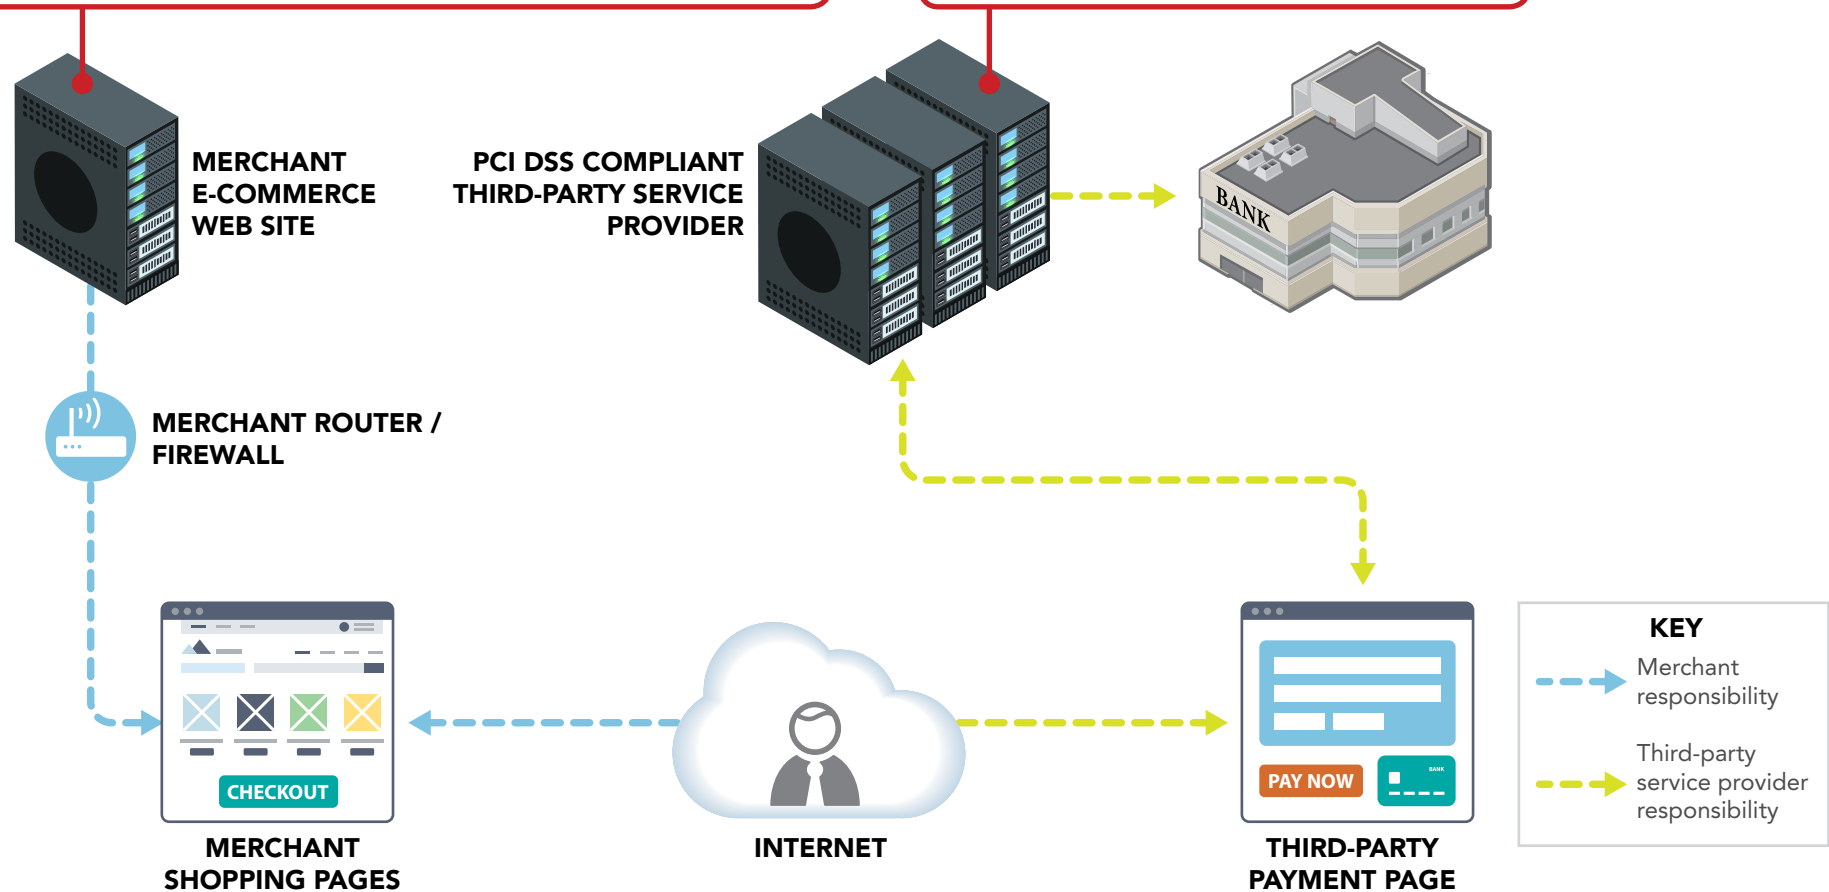 MERCHANT
E-COMMERCE
WEB SITE
PCI DSS COMPLIANT
THIRD-PARTY SERVICE
PROVIDER
BANK
MERCHANT ROUTER /
FIREWALL
CHECKOUT
MERCHANT
SHOPPING PAGES
INTERNET
PAY NOW
BANK
THIRD-PARTY
PAYMENT PAGE
KEY
Merchant
responsibility
Third-party
service provider
responsibility